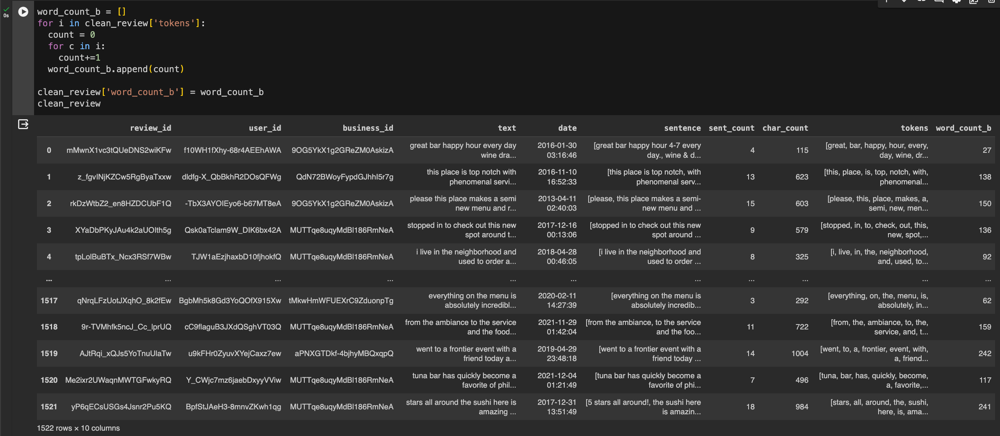 0s
word_count_b = []
for i in clean_review['tokens']:
  count = 0
  for c in i:
    count+=1
  word_count_b.append(count)
clean_review['word_count_b'] = word_count_b
clean_review
review_id user_id business_id text date sentence sent_count char_count tokens word_count_b
0 mMwnX1vc3tQUeDNS2wiKFw f10WH1fXhy-68r4AEEhAWA 9OG5YkX1g2GReZM0AskizA great bar happy hour every day wine dra... 2016-01-30 03:16:46 [great bar happy hour 4-7 every day., wine & d... 4 115 [great, bar, happy, hour, every, day, wine, dr... 27
1 z_fgvINjKZCw5RgByaTxxw dldfg-X_QbBkhR2DOsQFWg QdN72BWoyFypdGJhhI5r7g this place is top notch with phenomenal servi... 2016-11-10 16:52:33 [this place is top notch, with phenomenal serv... 13 623 [this, place, is, top, notch, with, phenomenal... 138
2 rkDzWtbZ2_en8HZDCUbF1Q -TbX3AYOIEyo6-b67MT8eA 9OG5YkX1g2GReZM0AskizA please this place makes a semi new menu and r... 2013-04-11 02:40:03 [please, this place makes a semi-new menu and ... 15 603 [please, this, place, makes, a, semi, new, men... 150
3 XYaDbPKyJAu4k2aUOlth5g Qsk0aTclam9W_DIK6bx42A MUTTqe8uqyMdBl186RmNeA stopped in to check out this new spot around t... 2017-12-16 00:13:06 [stopped in to check out this new spot around ... 9 579 [stopped, in, to, check, out, this, new, spot,... 136
4 tpLolBuBTx_Ncx3RSf7WBw TJW1aEzjhaxbD10fjhokfQ MUTTqe8uqyMdBl186RmNeA i live in the neighborhood and used to order a... 2018-04-28 00:46:05 [i live in the neighborhood and used to order ... 8 325 [i, live, in, the, neighborhood, and, used, to... 92
... ... ... ... ... ... ... ... ... ... ...
1517 qNrqLFzUotJXqhO_8k2fEw BgbMh5k8Gd3YoQOfX915Xw tMkwHmWFUEXrC9ZduonpTg everything on the menu is absolutely incredibl... 2020-02-11 14:27:39 [everything on the menu is absolutely incredib... 3 292 [everything, on, the, menu, is, absolutely, in... 62
1518 9r-TVMhfk5ncJ_Cc_lprUQ cC9flaguB3JXdQSghVT03Q MUTTqe8uqyMdBl186RmNeA from the ambiance to the service and the food... 2021-11-29 01:42:04 [from the ambiance, to the service and the foo... 11 722 [from, the, ambiance, to, the, service, and, t... 159
1519 AJtRqi_xQJs5YoTnuUlaTw u9kFHr0ZyuvXYejCaxz7ew aPNXGTDkf-4bjhyMBQxqpQ went to a frontier event with a friend today a... 2019-04-29 23:48:18 [went to a frontier event with a friend today ... 14 1004 [went, to, a, frontier, event, with, a, friend... 242
1520 Me2ixr2UWaqnMWTGFwkyRQ Y_CWjc7mz6jaebDxyyVViw MUTTqe8uqyMdBl186RmNeA tuna bar has quickly become a favorite of phil... 2021-12-04 01:21:49 [tuna bar has quickly become a favorite of phi... 7 496 [tuna, bar, has, quickly, become, a, favorite,... 117
1521 yP6qECsUSGs4Jsnr2Pu5KQ BpfStJAeH3-8mnvZKwh1qg MUTTqe8uqyMdBl186RmNeA stars all around the sushi here is amazing ... 2017-12-31 13:51:49 [5 stars all around!, the sushi here is amazin... 18 984 [stars, all, around, the, sushi, here, is, ama... 241
1522 rows × 10 columns